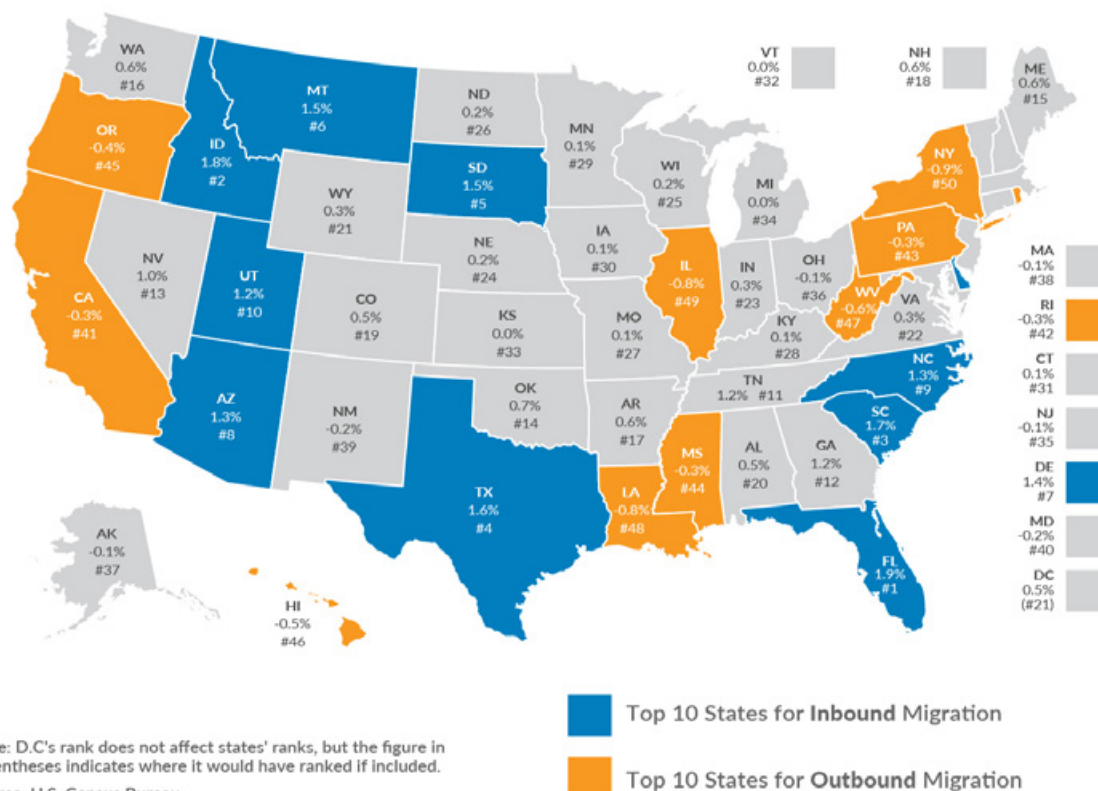 WA
0.6%
#16
OR
-0.4%
#45
CA
-0.3%
#41
NV
1.0%
#13
ID
1.8%
#2
MT
1.5%
#6
WY
0.3%
#21
UT
1.2%
#10
AZ
1.3%
#8
CO
0.5%
#19
NM
-0.2%
#39
ND
0.2%
#26
SD
1.5%
#5
NE
0.2%
#24
KS
0.0%
#33
OK
0.7%
#14
TX
1.6%
#4
MN
0.1%
#29
IA
0.1%
#30
MO
0.1%
#27
AR
0.6%
#17
LA
-0.8%
#48
WI
0.2%
#25
IL
-0.8%
#49
MS
-0.3%
#44
MI
0.0%
#34
IN
0.3%
#23
OH
-0.1%
#36
KY
0.1%
#28
TN
1.2% #11
AL
0.5%
#20
GA
1.2%
#12
FL
1.9%
#1
SC
1.7%
#3
NC
1.3%
#9
VA
0.3%
#22
WV
-0.6%
#47
PA
-0.3%
#43
NY
-0.9%
#50
VT
0.0%
#32
NH
0.6%
#18
ME
0.6%
#15
MA
-0.1%
#38
RI
-0.3%
#42
CT
0.1%
#31
NJ
-0.1%
#35
DE
1.4%
#7
MD
-0.2%
#40
DC
0.5%
(#21)
AK
-0.1%
#37
HI
-0.5%
#46
Top 10 States for Inbound Migration
Top 10 States for Outbound Migration
e: D.C's rank does not affect states' ranks, but the figure in
entheses indicates where it would have ranked if included.